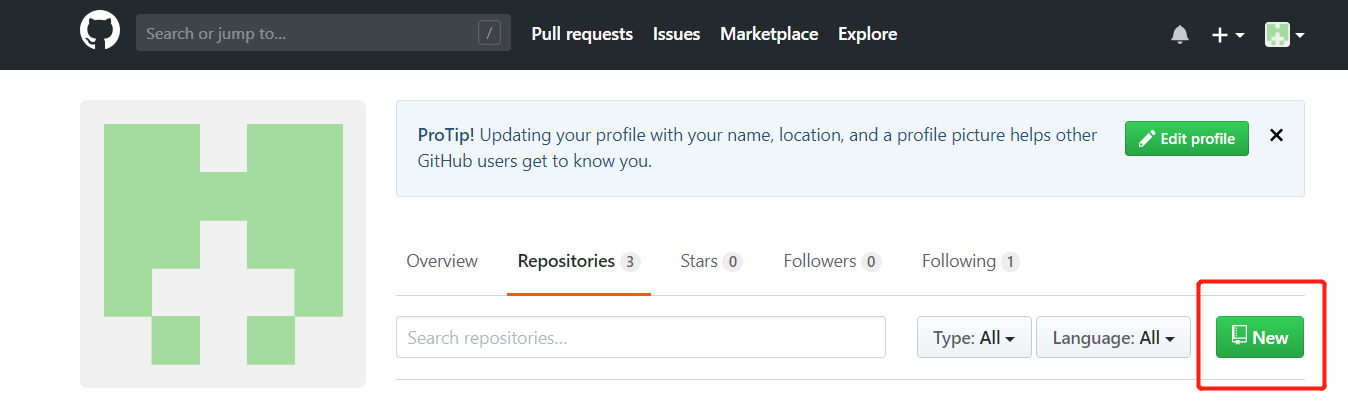 Search or jump to... / Pull requests Issues Marketplace Explore
ProTip! Updating your profile with your name, location, and a profile picture helps other
GitHub users get to know you.
Edit profile
Overview Repositories 3 Stars 0 Followers 0 Following 1
Search repositories... Type: All Language: All New